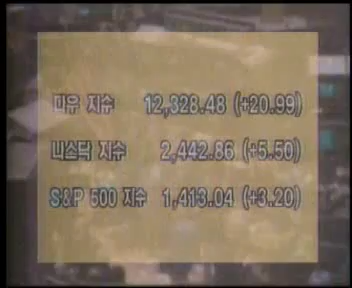 다우 지수 12,328.48 (+20.99)
나스닥 지수 2,442.86 (+5.50)
S&P 500 지수 1,413.04 (+3.20)